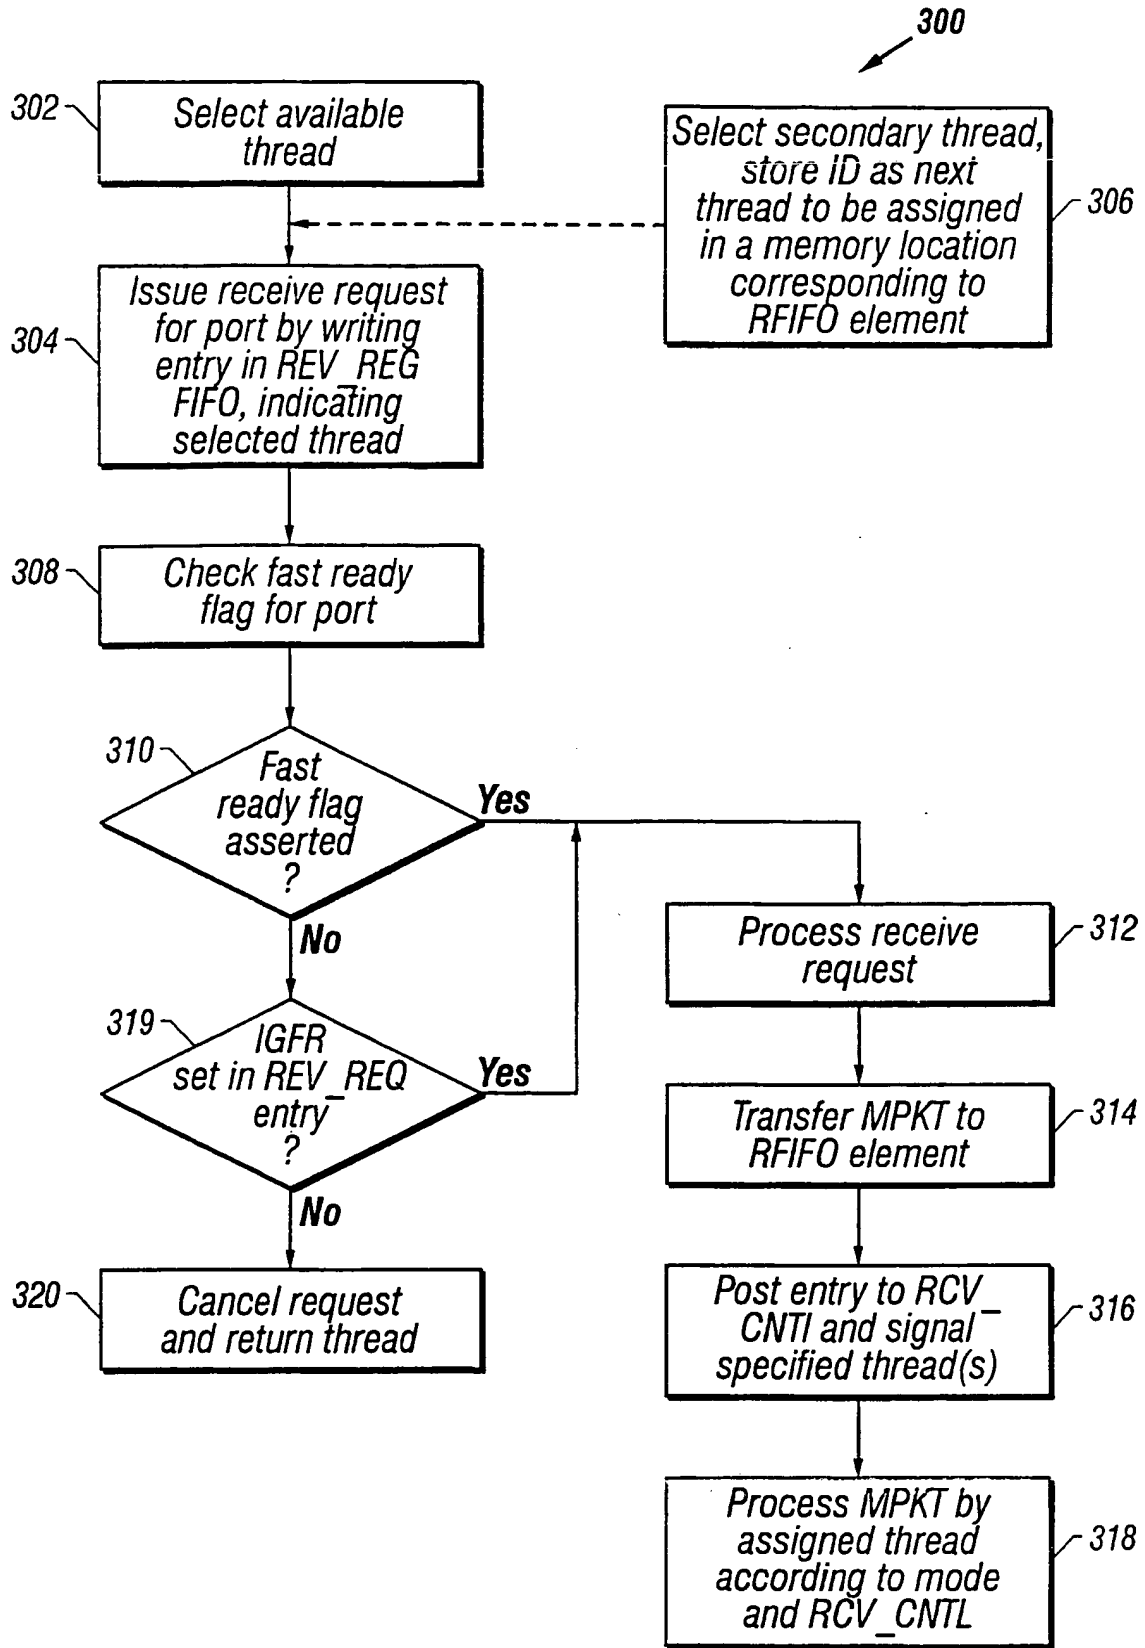 300
302
Select available
thread
Select secondary thread,
store ID as next
thread to be assigned
in a memory location
corresponding to
RFIFO element
306
304
Issue receive request
for port by writing
entry in REV_REG
FIFO, indicating
selected thread
308
Check fast ready
flag for port
310
Fast
ready flag
asserted
?
Yes
No
312
Process receive
request
319
IGFR
set in REV_REQ
entry
?
Yes
No
314
Transfer MPKT to
RFIFO element
320
Cancel request
and return thread
316
Post entry to RCV_
CNTI and signal
specified thread(s)
318
Process MPKT by
assigned thread
according to mode
and RCV_CNTL